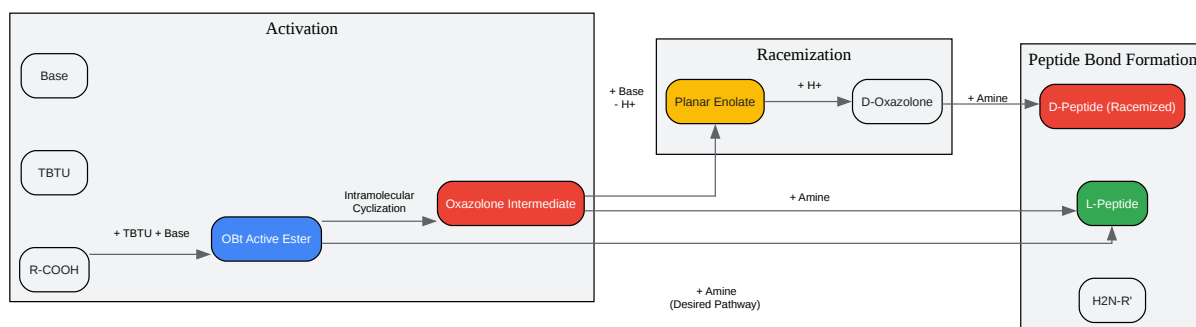 Activation
Base
TBTU
R-COOH
+ TBTU + Base
OBt Active Ester
Intramolecular
Cyclization
Oxazolone Intermediate
+ Base
- H+
Racemization
Planar Enolate
+ H+
D-Oxazolone
+ Amine
Peptide Bond Formation
D-Peptide (Racemized)
+ Amine
L-Peptide
+ Amine
(Desired Pathway)
H2N-R'